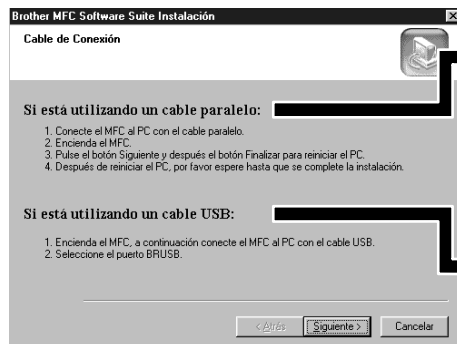 Brother MFC Software Suite Instalación
Cable de Conexión
Si está utilizando un cable paralelo:
1. Conecte el MFC al PC con el cable paralelo.
2. Encienda el MFC.
3. Pulse el botón Siguiente y después el botón Finalizar para reiniciar el PC.
4. Después de reiniciar el PC, por favor espere hasta que se complete la instalación.
Si está utilizando un cable USB:
1. Encienda el MFC, a continuación conecte el MFC al PC con el cable USB.
2. Seleccione el puerto BRUSB.
< Atrás Siguiente > Cancelar